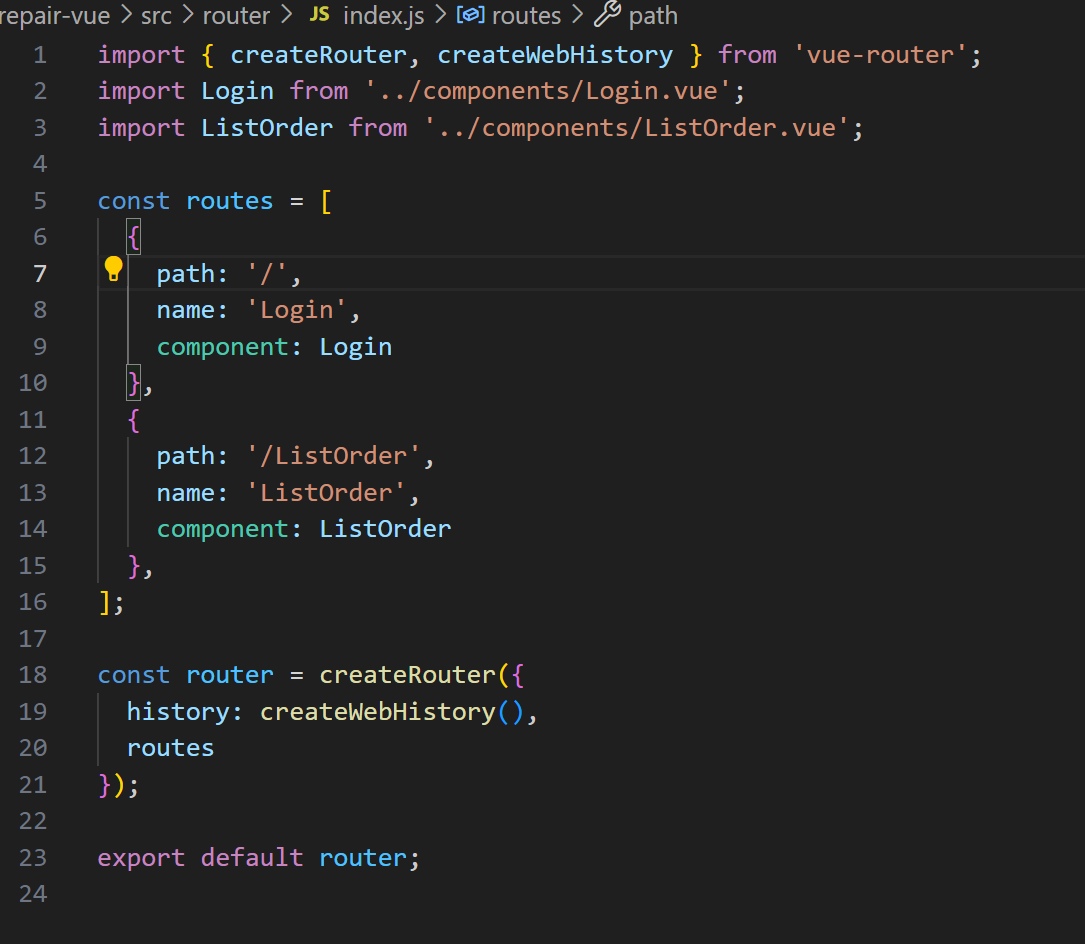 repair-vue > src > router > JS index.js > routes > path
1 import { createRouter, createWebHistory } from 'vue-router';
2 import Login from '../components/Login.vue';
3 import ListOrder from '../components/ListOrder.vue';
4
5 const routes = [
6   {
7     path: '/',
8     name: 'Login',
9     component: Login
10   },
11   {
12     path: '/ListOrder',
13     name: 'ListOrder',
14     component: ListOrder
15   },
16 ];
17
18 const router = createRouter({
19   history: createWebHistory(),
20   routes
21 });
22
23 export default router;
24